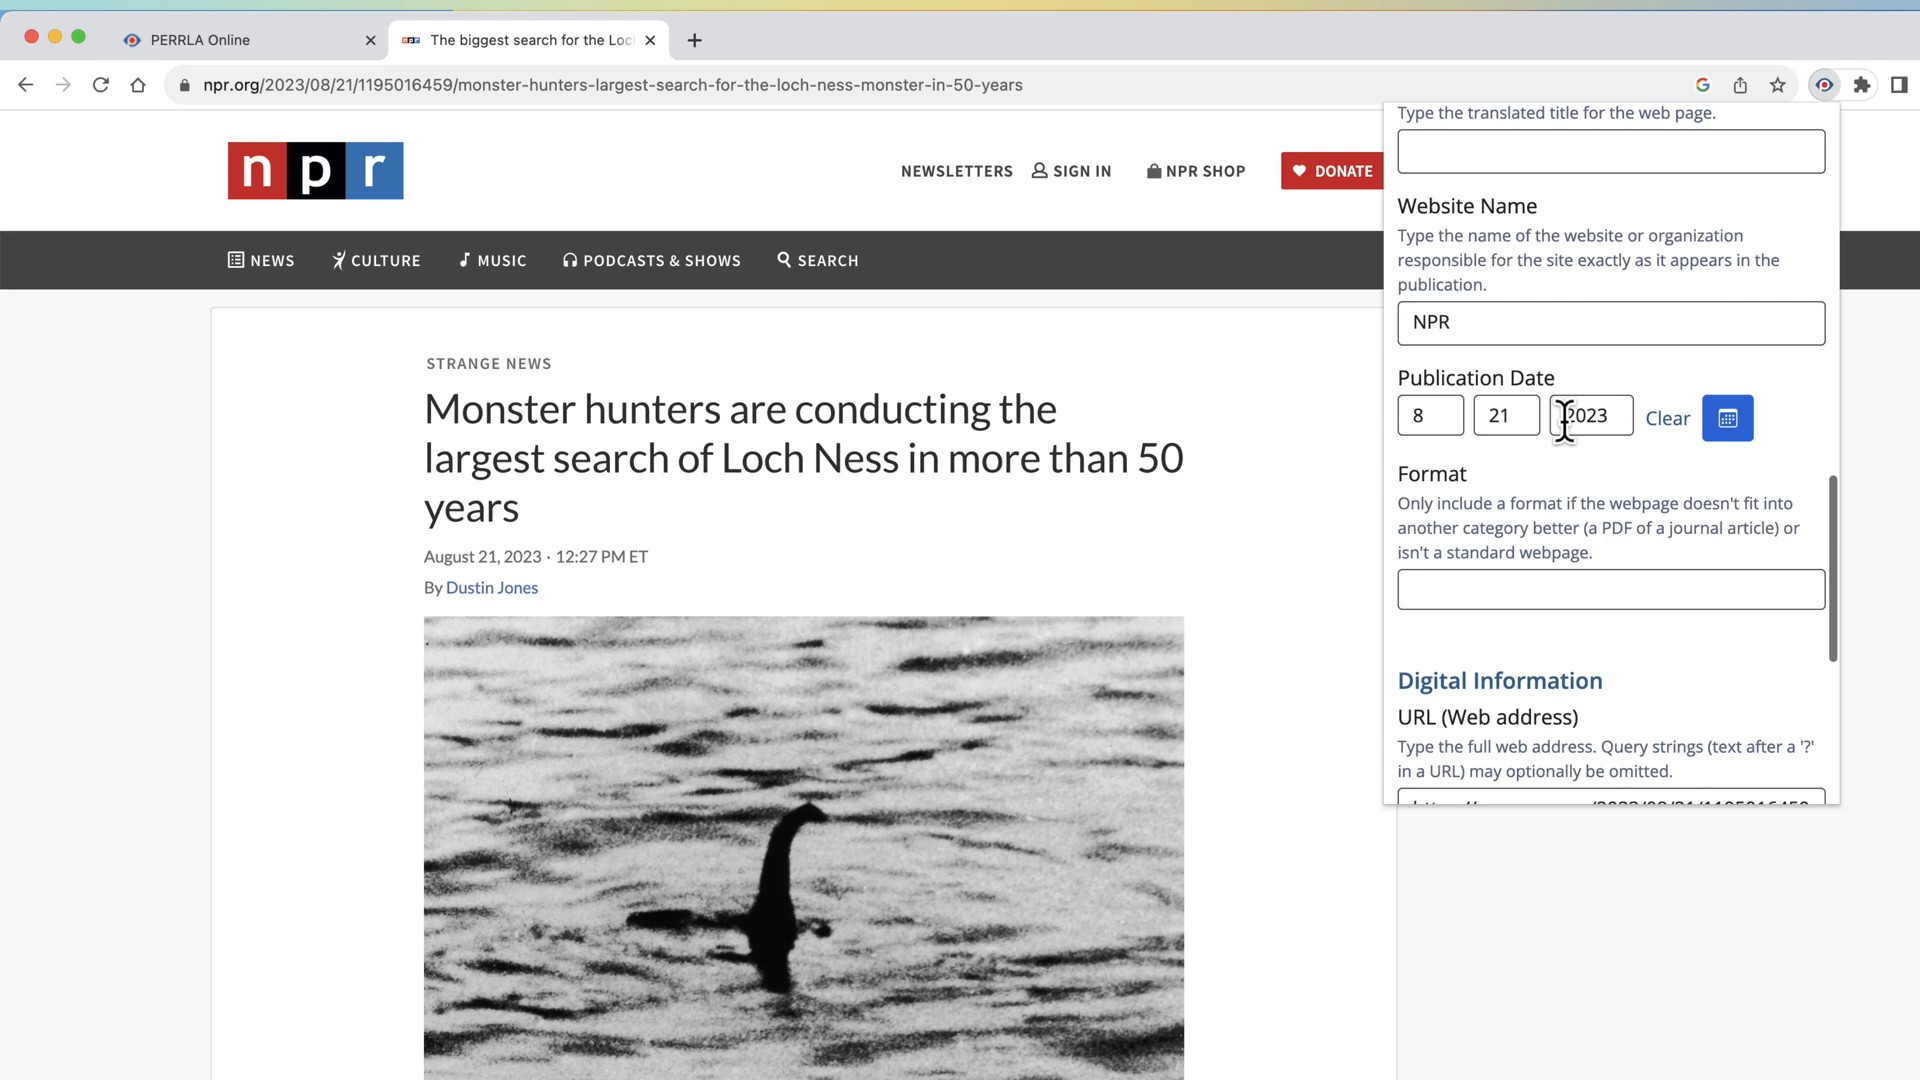 PERRLA Online
The biggest search for the Loc
npr.org/2023/08/21/1195016459/monster-hunters-largest-search-for-the-loch-ness-monster-in-50-years
npr
NEWSLETTERS SIGN IN NPR SHOP DONATE
NEWS CULTURE MUSIC PODCASTS & SHOWS SEARCH
STRANGE NEWS
Monster hunters are conducting the
largest search of Loch Ness in more than 50
years
August 21, 2023 · 12:27 PM ET
By Dustin Jones
Type the translated title for the web page.
Website Name
Type the name of the website or organization
responsible for the site exactly as it appears in the
publication.
NPR
Publication Date
8 21 2023 Clear
Format
Only include a format if the webpage doesn't fit into
another category better (a PDF of a journal article) or
isn't a standard webpage.
Digital Information
URL (Web address)
Type the full web address. Query strings (text after a '?'
in a URL) may optionally be omitted.